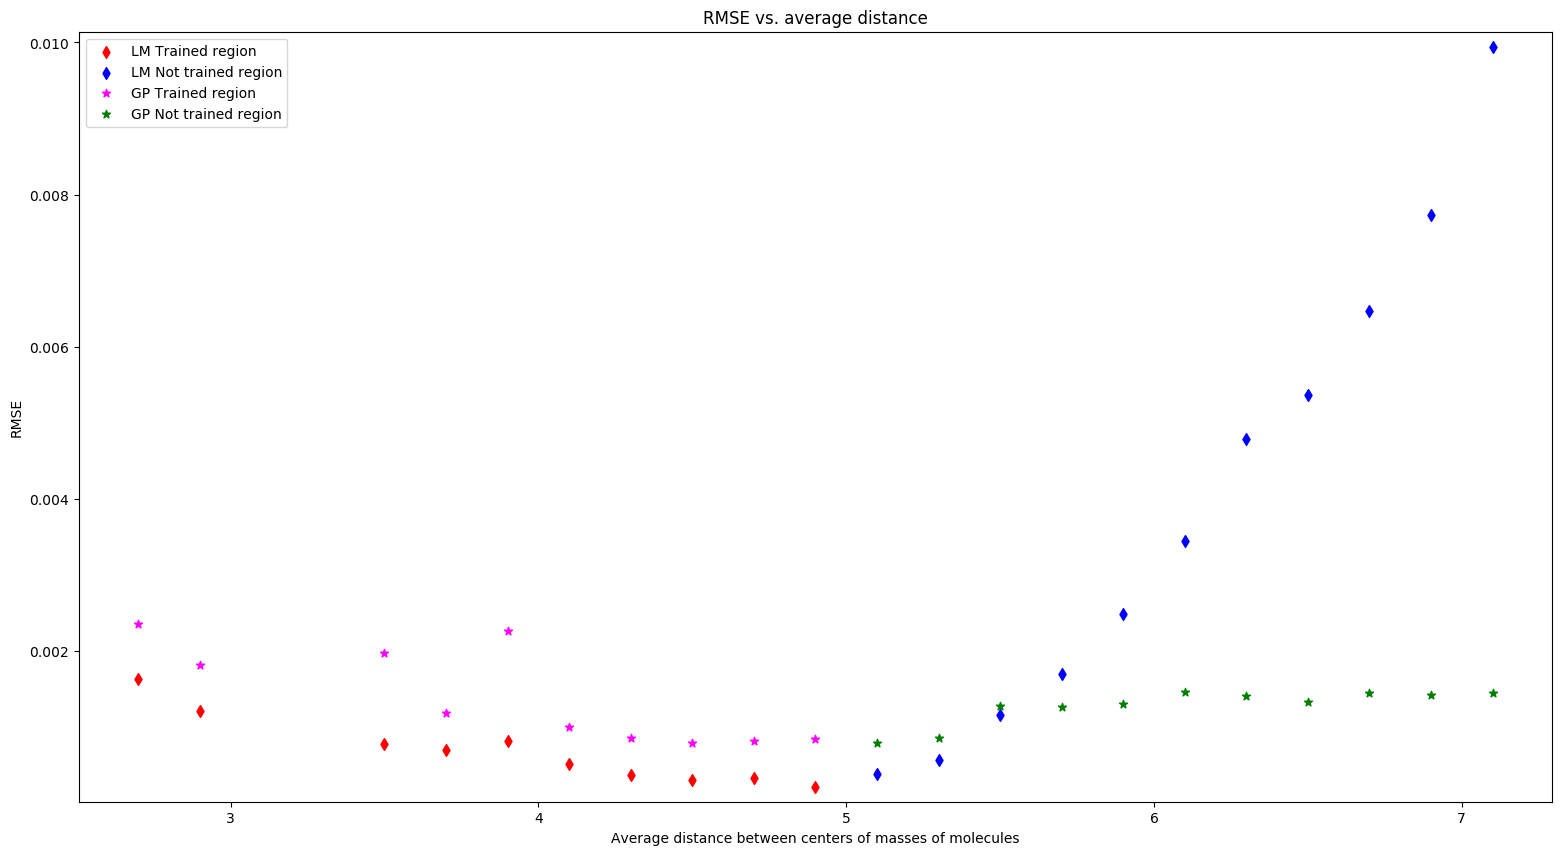 RMSE vs. average distance
LM Trained region
LM Not trained region
GP Trained region
GP Not trained region
0.010
0.008
0.006
0.004
0.002
RMSE
3
4
5
6
7
Average distance between centers of masses of molecules